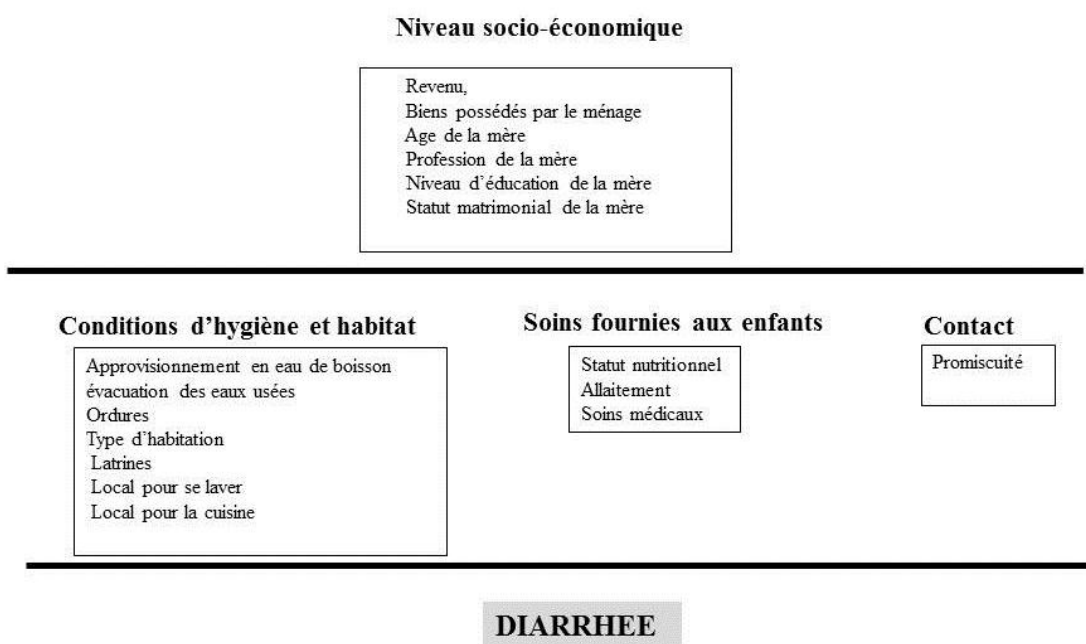 Niveau socio-économique
Revenu,
Biens possédés par le ménage
Age de la mère
Profession de la mère
Niveau d'éducation de la mère
Statut matrimonial de la mère
Conditions d'hygiène et habitat
Approvisionnement en eau de boisson
évacuation des eaux usées
Ordures
Type d'habitation
Latrines
Local pour se laver
Local pour la cuisine
Soins fournies aux enfants
Statut nutritionnel
Allaitement
Soins médicaux
Contact
Promiscuité
DIARRHEE